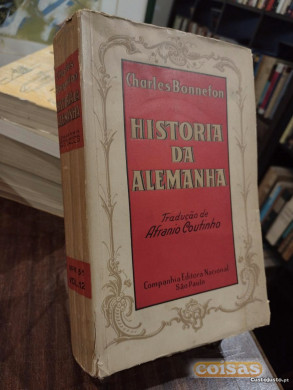 Charles Bonnefon
HISTORIA
DA
ALEMANHA
Tradução de
Afranio Coutinho
Companhia Editora Nacional
São Paulo
coisas